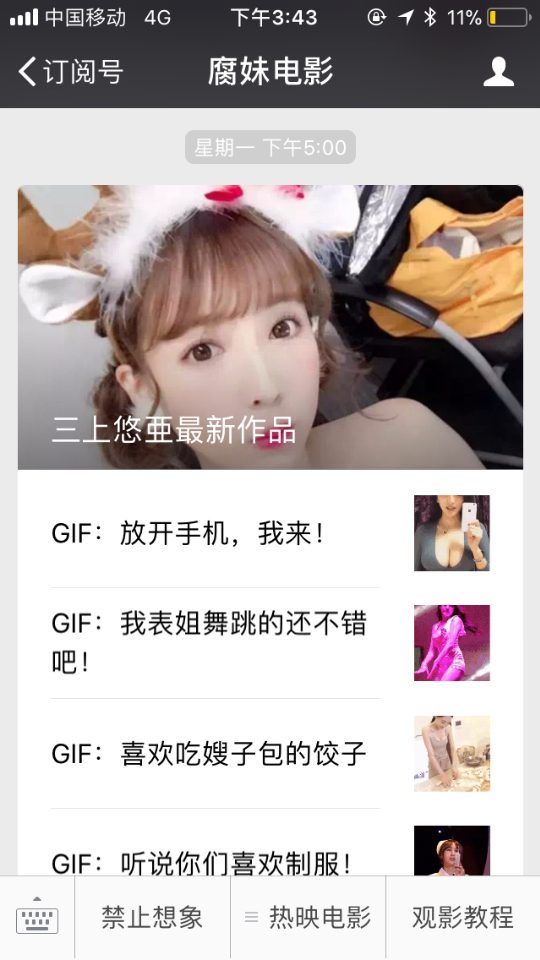 中国移动 4G 下午3:43 11%
订阅号 腐妹电影
星期一 下午5:00
三上悠亜最新作品
GIF：放开手机，我来！
GIF：我表姐舞跳的还不错
吧！
GIF：喜欢吃嫂子包的饺子
GIF：听说你们喜欢制服！
禁止想象 热映电影 观影教程